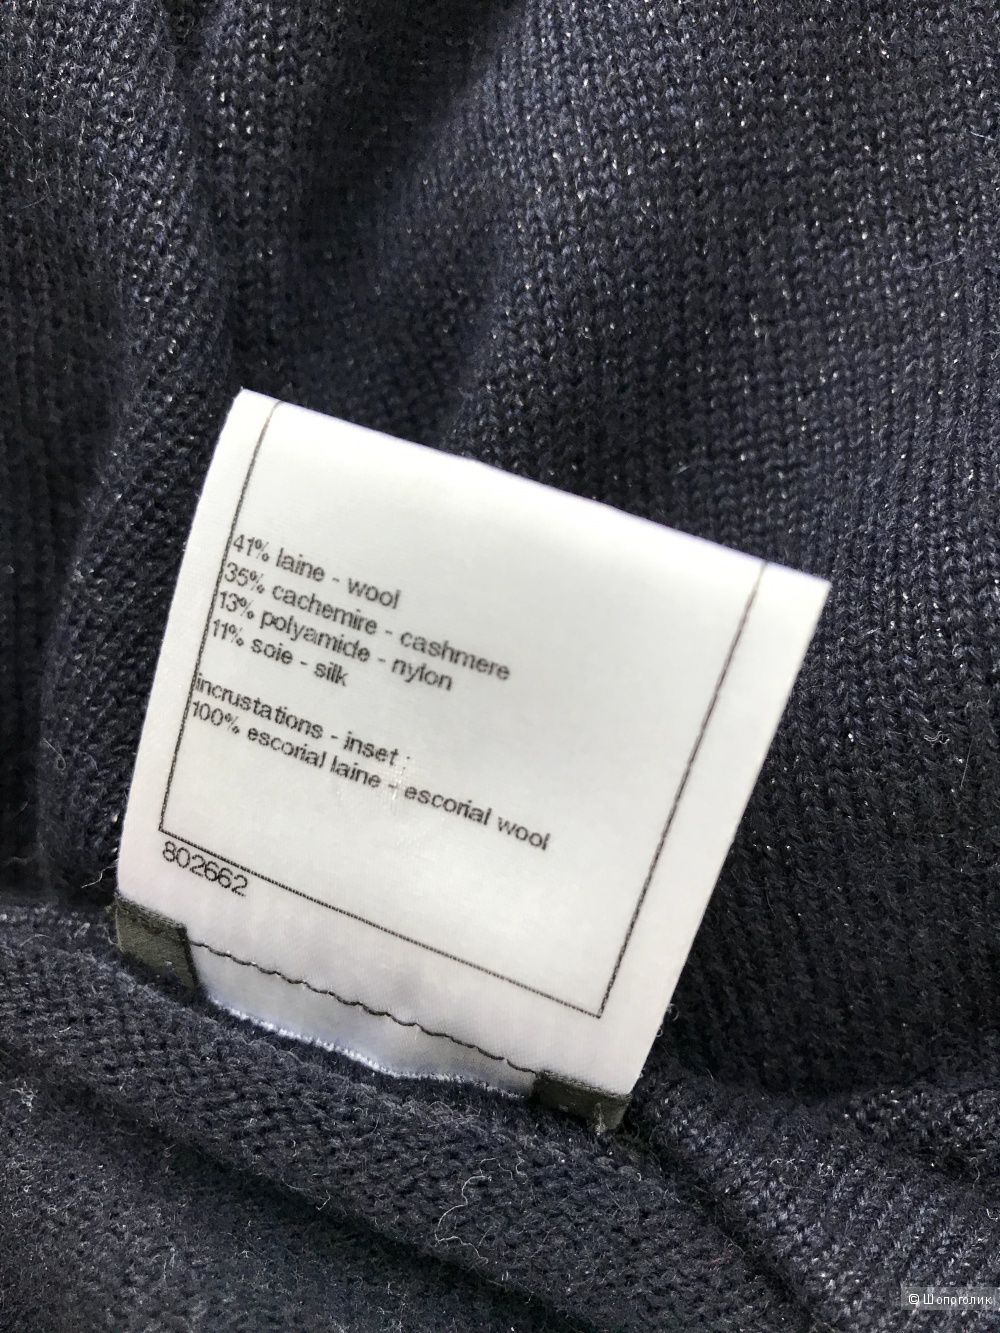 41% laine - wool
35% cachemire - cashmere
13% polyamide - nylon
11% soie - silk
incrustations - inset :
100% escorial laine - escorial wool
802662
© Шопоголик